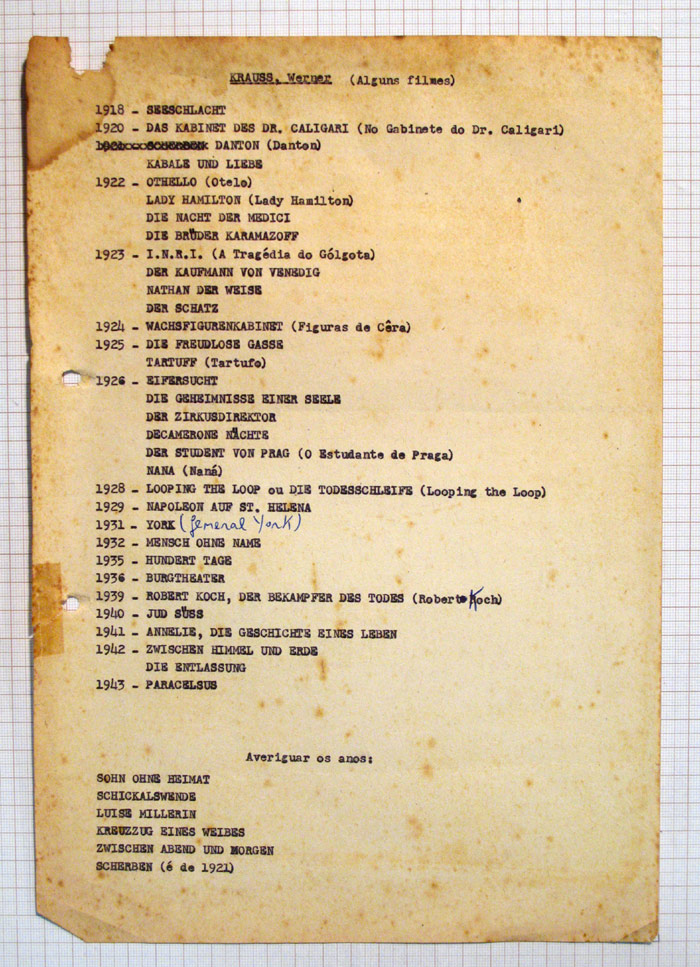 KRAUSS, Werner (Alguns filmes)
1918 - SEESCHLACHT
1920 - DAS KABINET DES DR. CALIGARI (No Gabinete do Dr. Caligari)
DANTON (Danton)
KABALE UND LIEBE
1922 - OTHELLO (Otelo)
LADY HAMILTON (Lady Hamilton)
DIE NACHT DER MEDICI
DIE BRÜDER KARAMAZOFF
1923 - I.N.R.I. (A Tragédia do Gólgota)
DER KAUFMANN VON VENEDIG
NATHAN DER WEISE
DER SCHATZ
1924 - WACHSFIGURENKABINET (Figuras de Cêra)
1925 - DIE FREUDLOSE GASSE
TARTUFF (Tartufo)
1926 - EIFERSUCHT
DIE GEHEIMNISSE EINER SEELE
DER ZIRKUSDIREKTOR
DECAMERONE NÄCHTE
DER STUDENT VON PRAG (O Estudante de Praga)
NANA (Naná)
1928 - LOOPING THE LOOP ou DIE TODESSCHLEIFE (Looping the Loop)
1929 - NAPOLEON AUF ST. HELENA
1931 - YORK (General York)
1932 - MENSCH OHNE NAME
1935 - HUNDERT TAGE
1936 - BURGTHEATER
1939 - ROBERT KOCH, DER BEKAMPFER DES TODES (Robert Koch)
1940 - JUD SÜSS
1941 - ANNELIE, DIE GESCHICHTE EINES LEBEN
1942 - ZWISCHEN HIMMEL UND ERDE
DIE ENTLASSUNG
1943 - PARACELSUS
Averiguar os anos:
SOHN OHNE HEIMAT
SCHICKALSWENDE
LUISE MILLERIN
KREUZZUG EINES WEIBES
ZWISCHEN ABEND UND MORGEN
SCHERBEN (é de 1921)